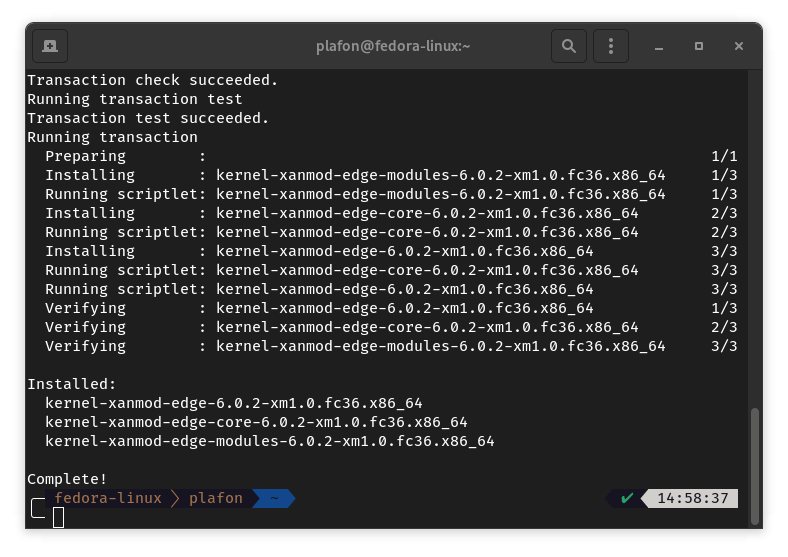 plafon@fedora-linux:~
Transaction check succeeded.
Running transaction test
Transaction test succeeded.
Running transaction
  Preparing        :                                                        1/1
  Installing       : kernel-xanmod-edge-modules-6.0.2-xm1.0.fc36.x86_64     1/3
  Running scriptlet: kernel-xanmod-edge-modules-6.0.2-xm1.0.fc36.x86_64     1/3
  Installing       : kernel-xanmod-edge-core-6.0.2-xm1.0.fc36.x86_64        2/3
  Running scriptlet: kernel-xanmod-edge-core-6.0.2-xm1.0.fc36.x86_64        2/3
  Installing       : kernel-xanmod-edge-6.0.2-xm1.0.fc36.x86_64             3/3
  Running scriptlet: kernel-xanmod-edge-core-6.0.2-xm1.0.fc36.x86_64        3/3
  Running scriptlet: kernel-xanmod-edge-6.0.2-xm1.0.fc36.x86_64             3/3
  Verifying        : kernel-xanmod-edge-6.0.2-xm1.0.fc36.x86_64             1/3
  Verifying        : kernel-xanmod-edge-core-6.0.2-xm1.0.fc36.x86_64        2/3
  Verifying        : kernel-xanmod-edge-modules-6.0.2-xm1.0.fc36.x86_64     3/3
Installed:
  kernel-xanmod-edge-6.0.2-xm1.0.fc36.x86_64
  kernel-xanmod-edge-core-6.0.2-xm1.0.fc36.x86_64
  kernel-xanmod-edge-modules-6.0.2-xm1.0.fc36.x86_64
Complete!
fedora-linux plafon ~ ✔ 14:58:37